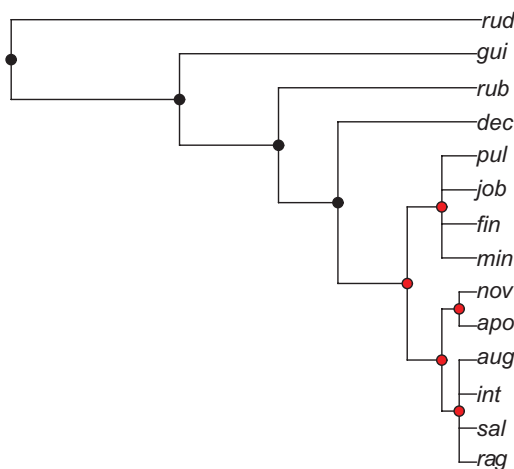 rud
gui
rub
dec
pul
job
fin
min
nov
apo
aug
int
sal
rag